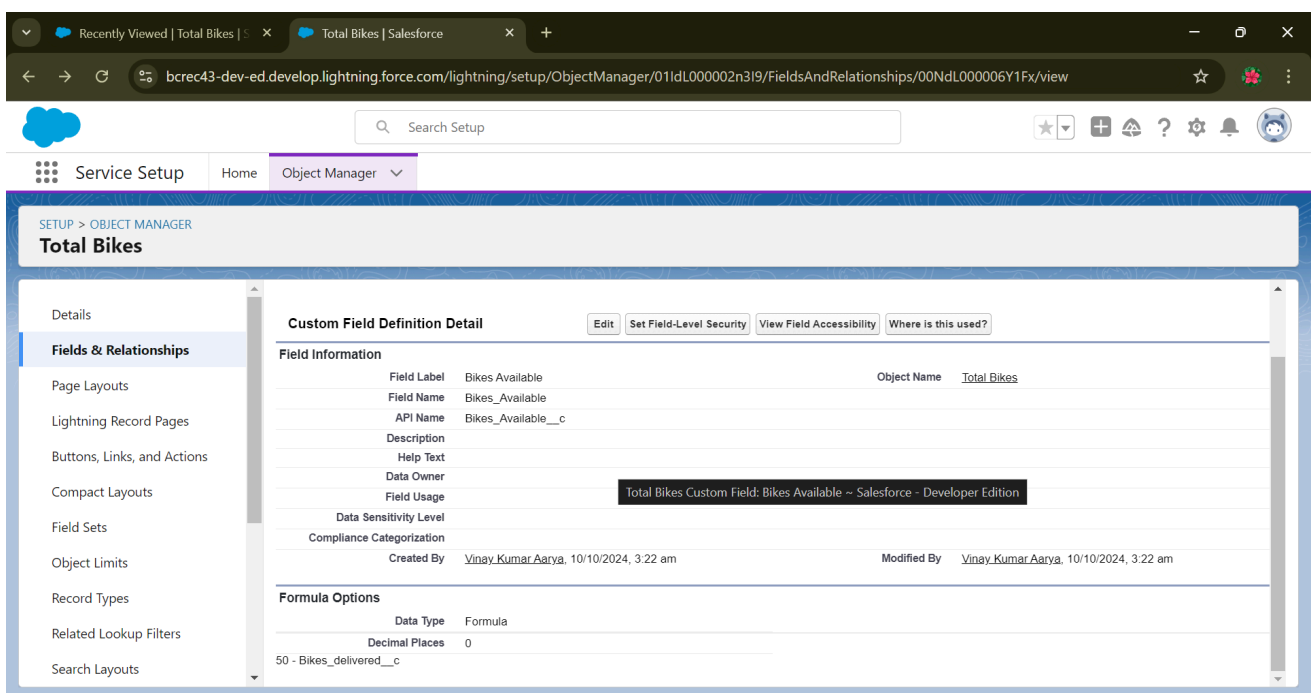 Recently Viewed | Total Bikes | S
Total Bikes | Salesforce
bcrec43-dev-ed.develop.lightning.force.com/lightning/setup/ObjectManager/01IdL000002n3I9/FieldsAndRelationships/00NdL000006Y1Fx/view
Search Setup
Service Setup Home Object Manager
SETUP > OBJECT MANAGER
Total Bikes
Details
Fields & Relationships
Page Layouts
Lightning Record Pages
Buttons, Links, and Actions
Compact Layouts
Field Sets
Object Limits
Record Types
Related Lookup Filters
Search Layouts
Custom Field Definition Detail Edit Set Field-Level Security View Field Accessibility Where is this used?
Field Information
Field Label Bikes Available Object Name Total Bikes
Field Name Bikes_Available
API Name Bikes_Available__c
Description
Help Text
Data Owner
Total Bikes Custom Field: Bikes Available ~ Salesforce - Developer Edition
Field Usage
Data Sensitivity Level
Compliance Categorization
Created By Vinay Kumar Aarya, 10/10/2024, 3:22 am Modified By Vinay Kumar Aarya, 10/10/2024, 3:22 am
Formula Options
Data Type Formula
Decimal Places 0
50 - Bikes_delivered__c